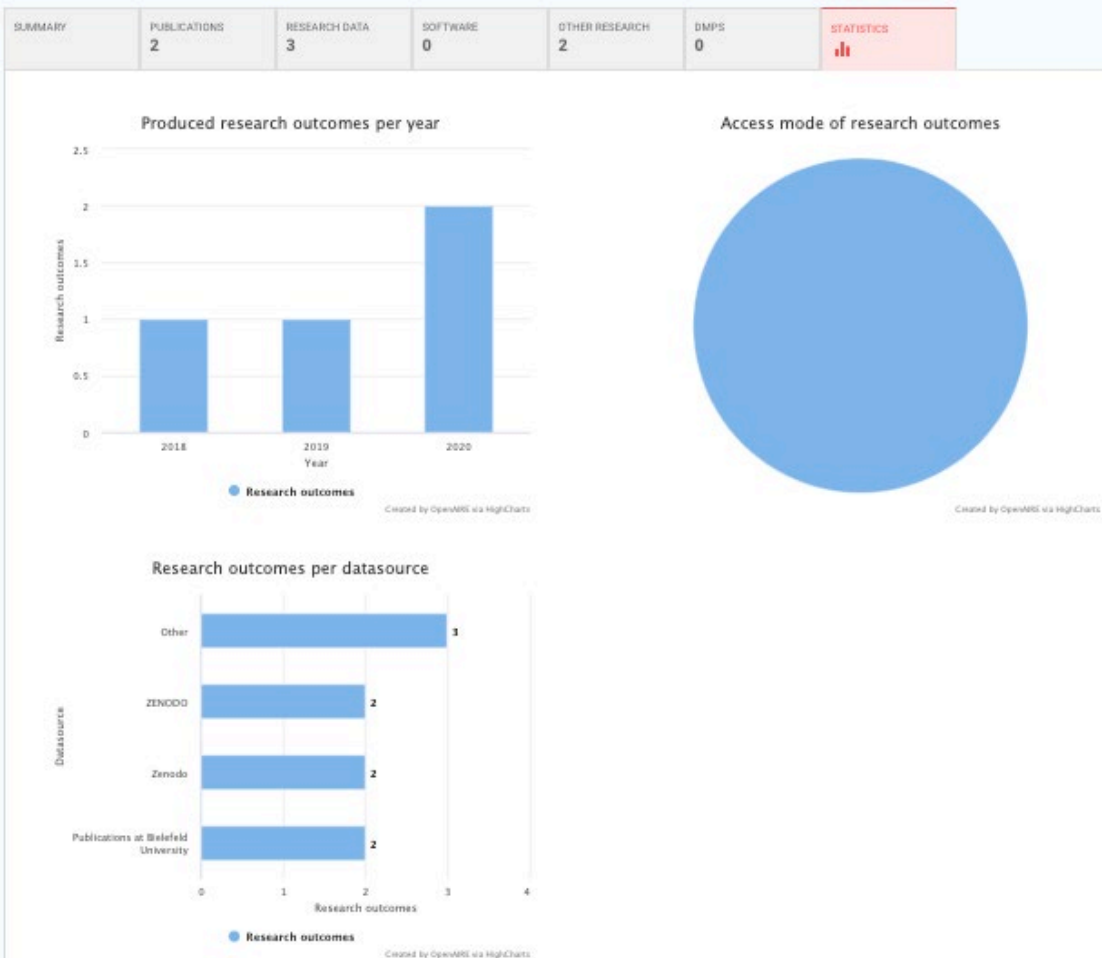 SUMMARY
PUBLICATIONS
2
RESEARCH DATA
3
SOFTWARE
0
OTHER RESEARCH
2
DMPS
0
STATISTICS
Produced research outcomes per year
2.5
2
1.5
1
0.5
0
Research outcomes
2018
2019
2020
Year
Research outcomes
Created by OpenAIRE via HighCharts
Access mode of research outcomes
Created by OpenAIRE via HighCharts
Research outcomes per datasource
Datasource
Other
3
ZENODO
2
Zenodo
2
Publications at Bielefeld
University
2
0
1
2
3
4
Research outcomes
Research outcomes
Created by OpenAIRE via HighCharts